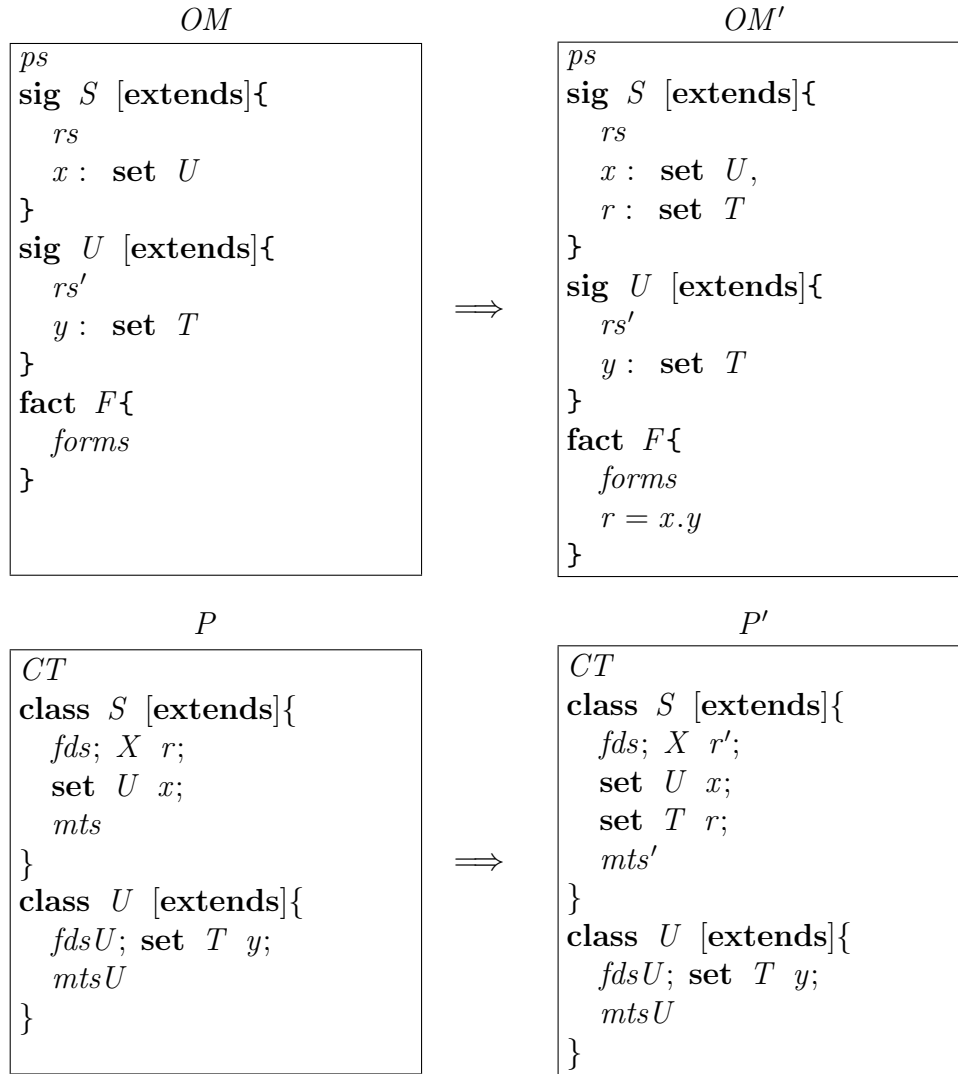 OM
ps
sig S [extends]{
rs
x : set U
}
sig U [extends]{
rs′
y : set T
}
fact F{
forms
}
⟹
OM′
ps
sig S [extends]{
rs
x : set U,
r : set T
}
sig U [extends]{
rs′
y : set T
}
fact F{
forms
r = x.y
}
P
CT
class S [extends]{
fds; X r;
set U x;
mts
}
class U [extends]{
fdsU; set T y;
mtsU
}
⟹
P′
CT
class S [extends]{
fds; X r′;
set U x;
set T r;
mts′
}
class U [extends]{
fdsU; set T y;
mtsU
}